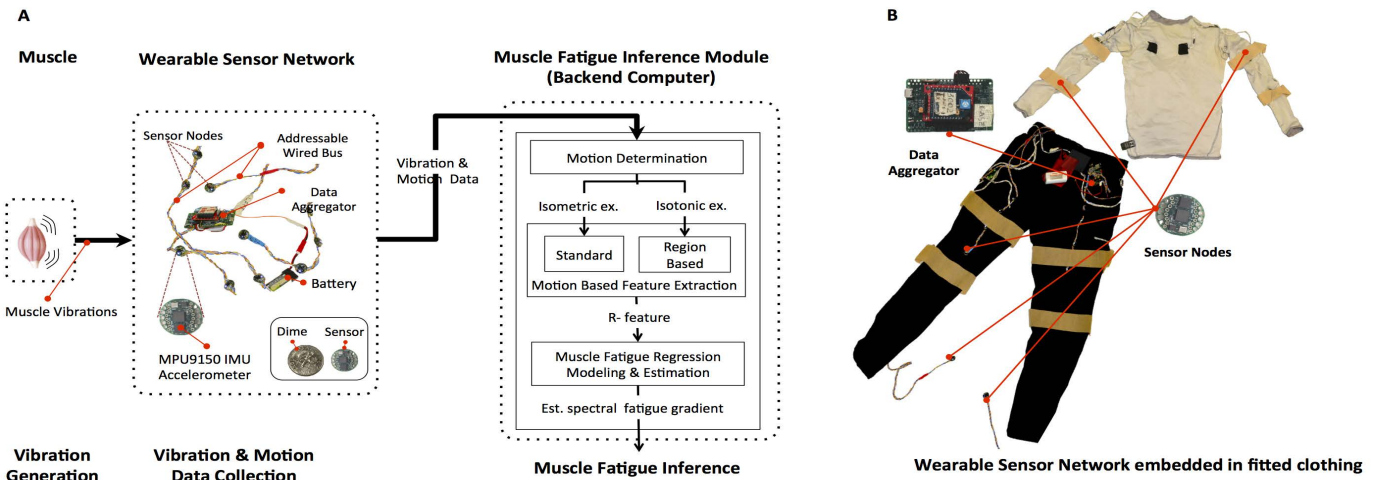 A
Muscle
Wearable Sensor Network
Muscle Fatigue Inference Module
(Backend Computer)
Sensor Nodes
Addressable
Wired Bus
Data
Aggregator
Battery
Muscle Vibrations
MPU9150 IMU
Accelerometer
Dime
Sensor
Vibration &
Motion Data
Motion Determination
Isometric ex.
Isotonic ex.
Standard
Region
Based
Motion Based Feature Extraction
R- feature
Muscle Fatigue Regression
Modeling & Estimation
Est. spectral fatigue gradient
Vibration
Generation
Vibration & Motion
Data Collection
Muscle Fatigue Inference
B
Data
Aggregator
Sensor Nodes
Wearable Sensor Network embedded in fitted clothing